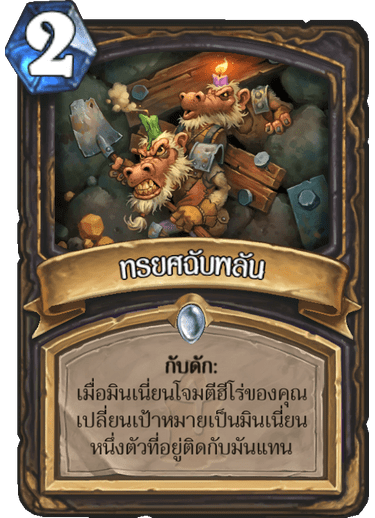 2
ทรยศฉับพลัน
กับดัก:
เมื่อมินเนี่ยนโจมตีฮีโร่ของคุณ
เปลี่ยนเป้าหมายเป็นมินเนี่ยน
หนึ่งตัวที่อยู่ติดกับมันแทน